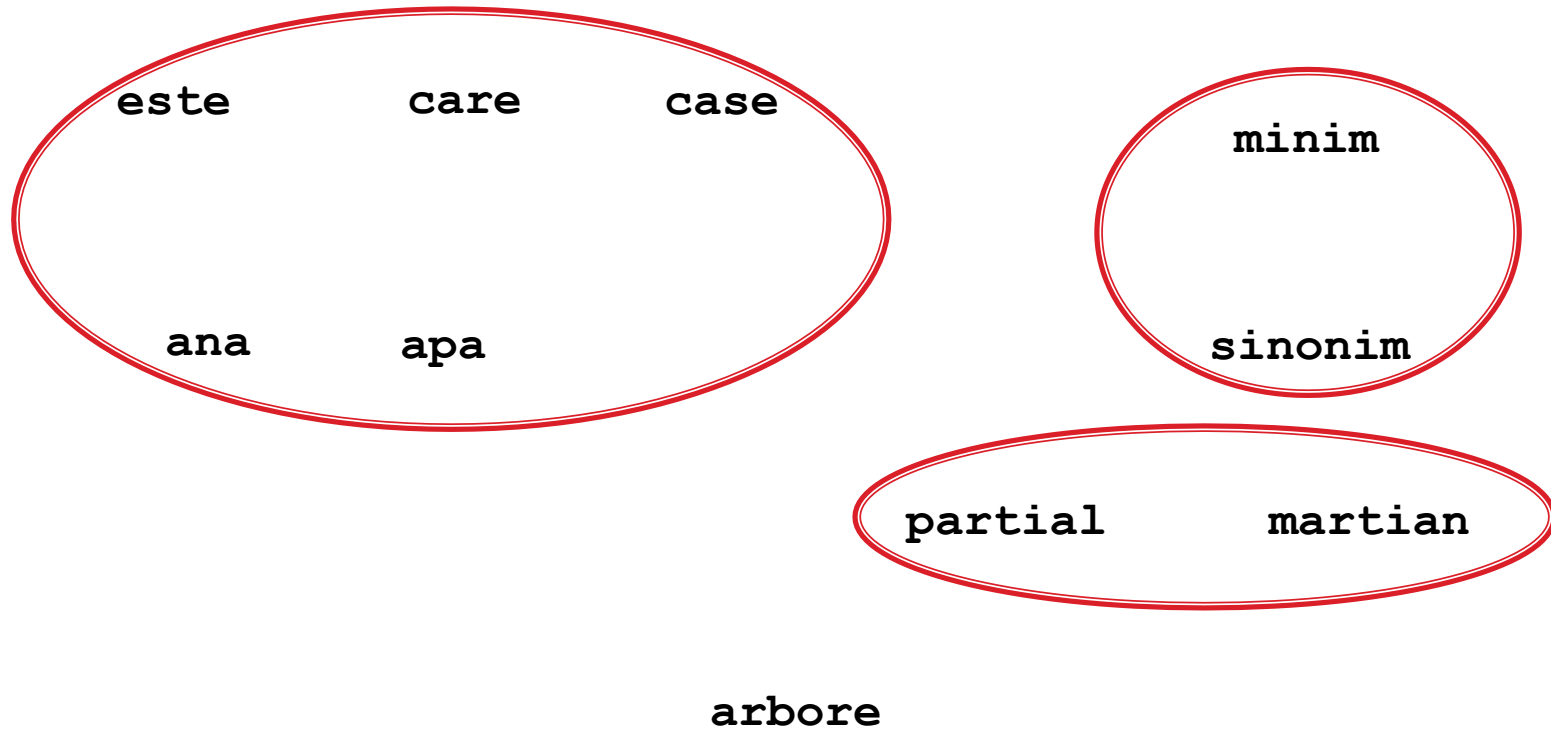 este care case
minim
ana apa
sinonim
partial martian
arbore